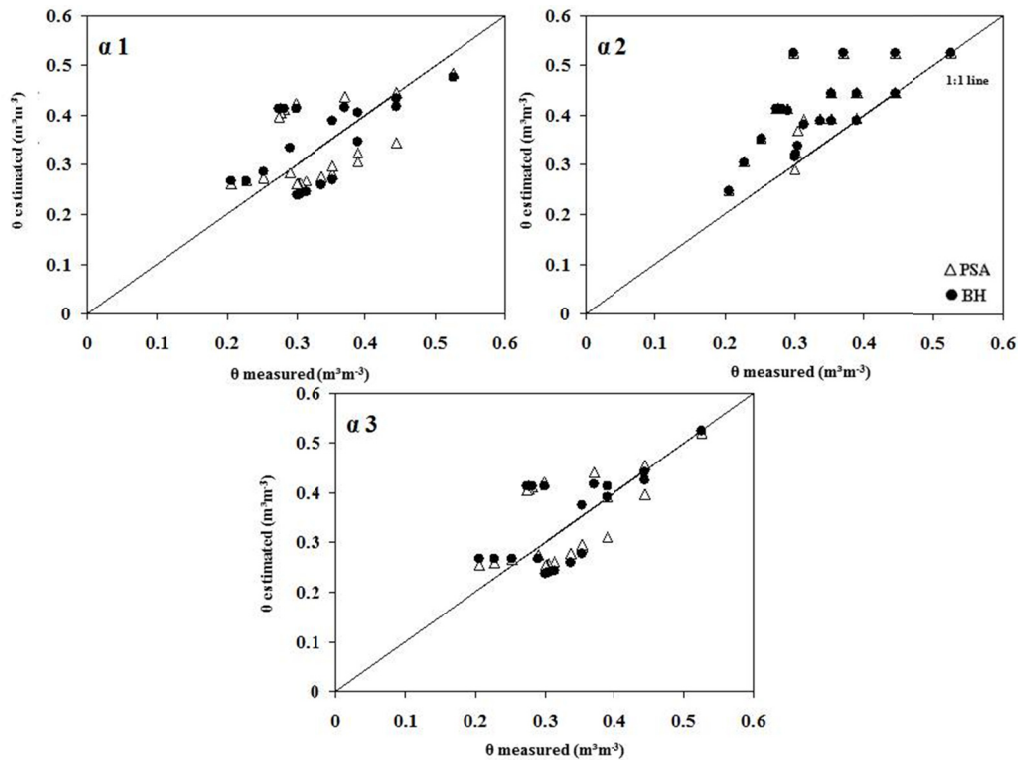 α 1
0.6
0.5
0.4
0.3
0.2
0.1
0
θ estimated (m³m⁻³)
0 0.1 0.2 0.3 0.4 0.5 0.6
θ measured (m³m⁻³)
α 2
0.6
0.5
0.4
0.3
0.2
0.1
0
θ estimated (m³m⁻³)
1:1 line
PSA
BH
0 0.1 0.2 0.3 0.4 0.5 0.6
θ measured (m³m⁻³)
α 3
0.6
0.5
0.4
0.3
0.2
0.1
0
θ estimated (m³m⁻³)
0 0.1 0.2 0.3 0.4 0.5 0.6
θ measured (m³m⁻³)